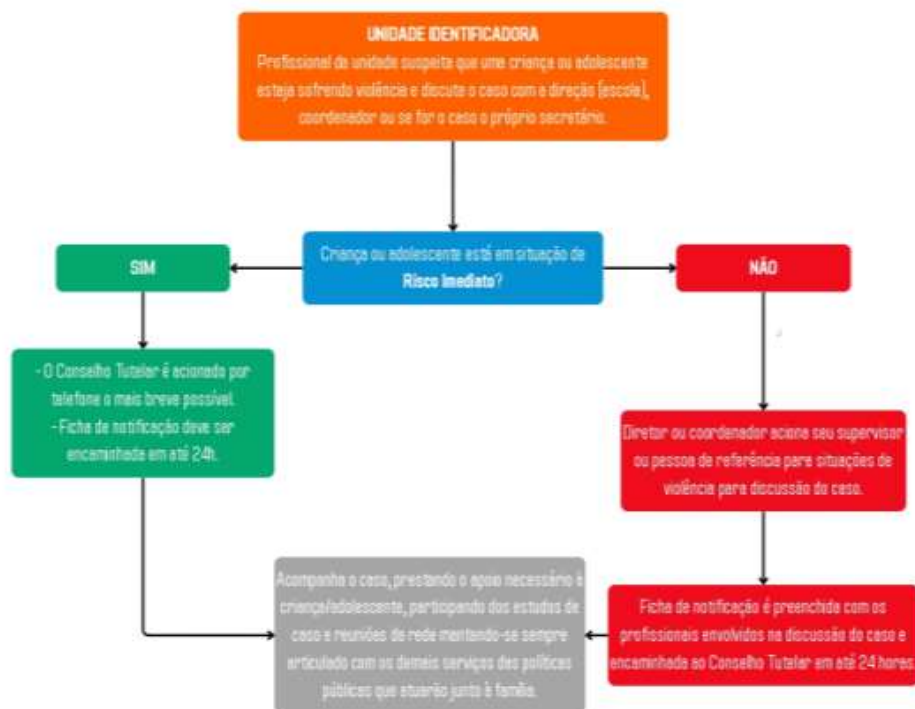 UNIDADE IDENTIFICADORA
Profissional da unidade suspeita que uma criança ou adolescente
esteja sofrendo violência e discute o caso com a direção (escola),
coordenador ou se for o caso o próprio secretário.
SIM
Criança ou adolescente está em situação de
Risco Imediato?
NÃO
- O Conselho Tutelar é acionado por
telefone o mais breve possível.
- Ficha de notificação deve ser
encaminhada em até 24h.
Diretor ou coordenador aciona seu supervisor
ou pessoa de referência para situações de
violência para discussão do caso.
Acompanha o caso, prestando o apoio necessário à
criança/adolescente, participando dos estudos de
caso e reuniões de rede mantendo-se sempre
articulado com os demais serviços das políticas
públicas que atuarão junto à família.
Ficha de notificação é preenchida com os
profissionais envolvidos na discussão do caso e
encaminhada ao Conselho Tutelar em até 24 horas